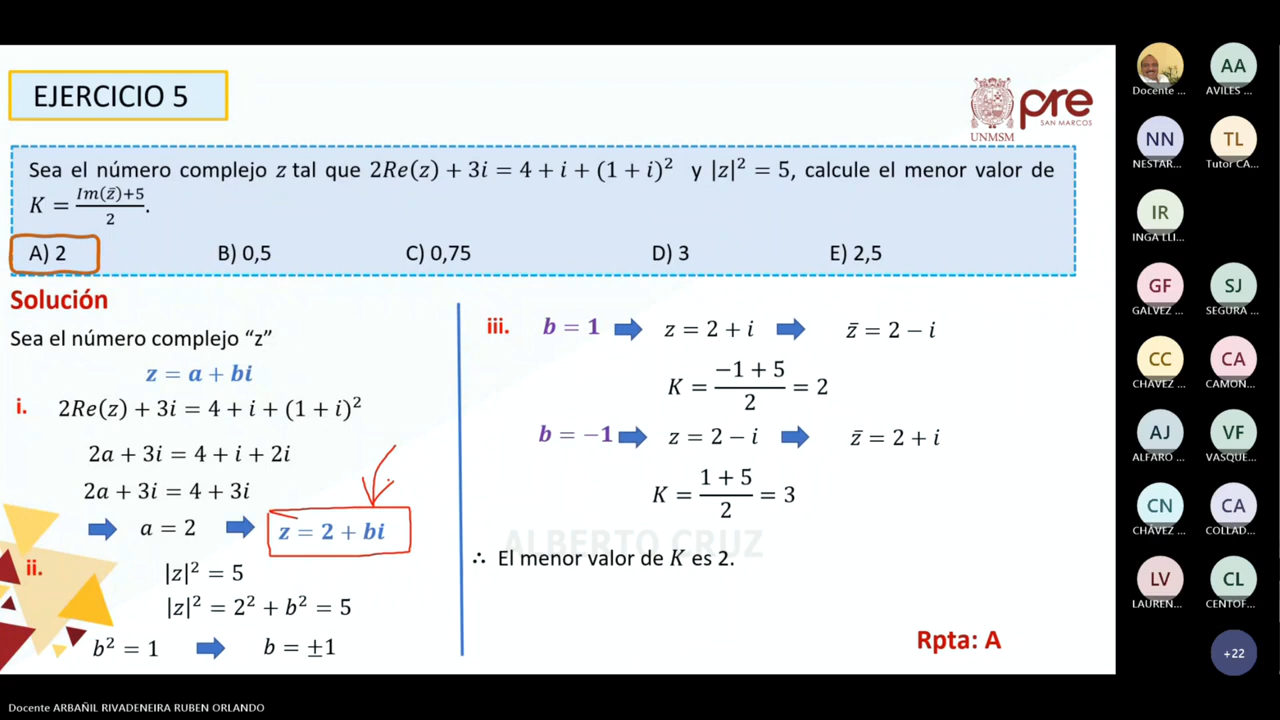 EJERCICIO 5
UNMSM
pre
SAN MARCOS
Sea el número complejo z tal que 2Re(z) + 3i = 4 + i + (1 + i)² y |z|² = 5, calcule el menor valor de
K = (Im(z̄)+5)/2.
A) 2 B) 0,5 C) 0,75 D) 3 E) 2,5
Solución
Sea el número complejo “z”
z = a + bi
i. 2Re(z) + 3i = 4 + i + (1 + i)²
2a + 3i = 4 + i + 2i
2a + 3i = 4 + 3i
a = 2 z = 2 + bi
ii.
|z|² = 5
|z|² = 2² + b² = 5
b² = 1 b = ±1
iii. b = 1 z = 2 + i z̄ = 2 − i
K = (−1 + 5)/2 = 2
b = −1 z = 2 − i z̄ = 2 + i
K = (1 + 5)/2 = 3
ALBERTO CRUZ
∴ El menor valor de K es 2.
Rpta: A
Docente ...
AA
AVILES ...
NN
NESTAR...
TL
Tutor CA...
IR
INGA LLI...
GF
GALVEZ ...
SJ
SEGURA ...
CC
CHÁVEZ ...
CA
CAMON...
AJ
ALFARO ...
VF
VASQUE...
CN
CHÁVEZ ...
CA
COLLAD...
LV
LAUREN...
CL
CENTOF...
+22
Docente ARBAÑIL RIVADENEIRA RUBEN ORLANDO